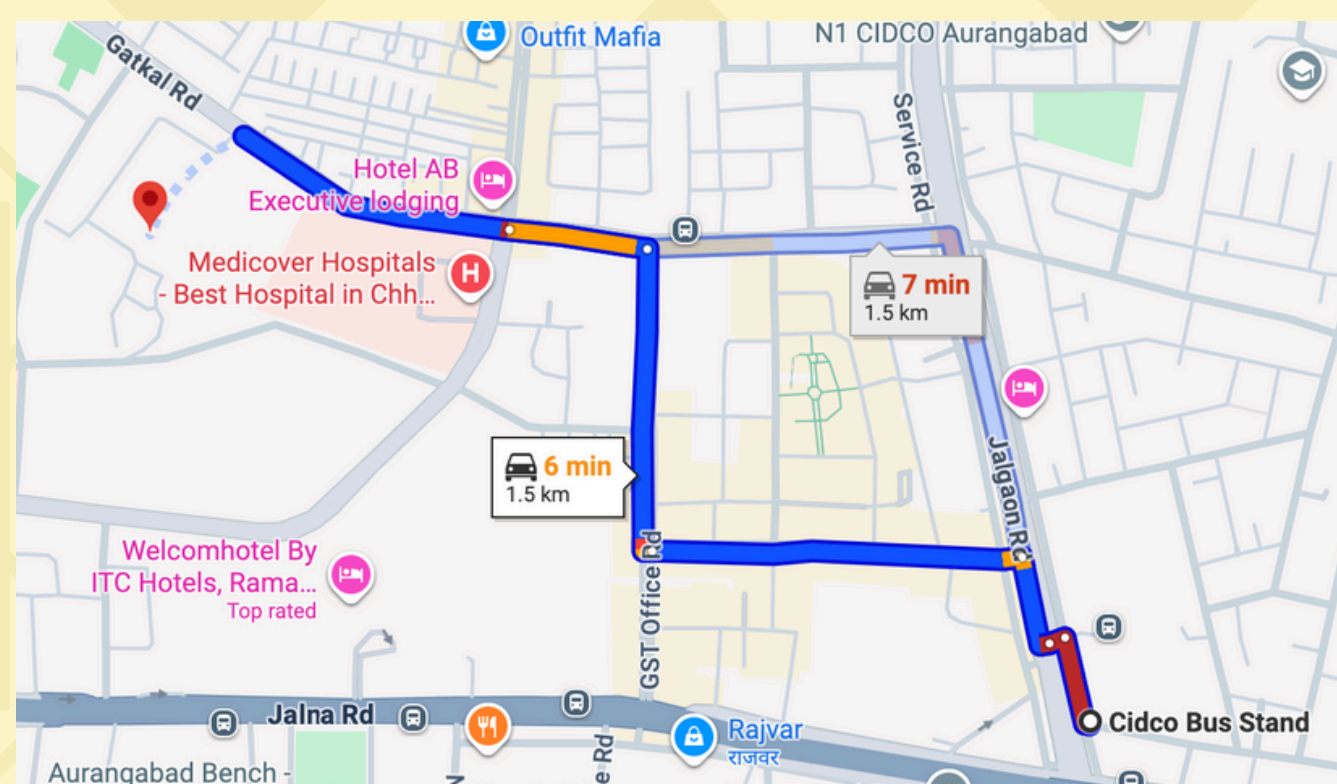 Outfit Mafia
N1 CIDCO Aurangabad
Gatkal Rd
Service Rd
Hotel AB
Executive lodging
Medicover Hospitals
- Best Hospital in Chh...
H
7 min
1.5 km
6 min
1.5 km
Jalgaon Rd
Welcomhotel By
ITC Hotels, Rama...
Top rated
GST Office Rd
Jalna Rd
Cidco Bus Stand
Rajvar
राजवर
e Rd
N
Aurangabad Bench -